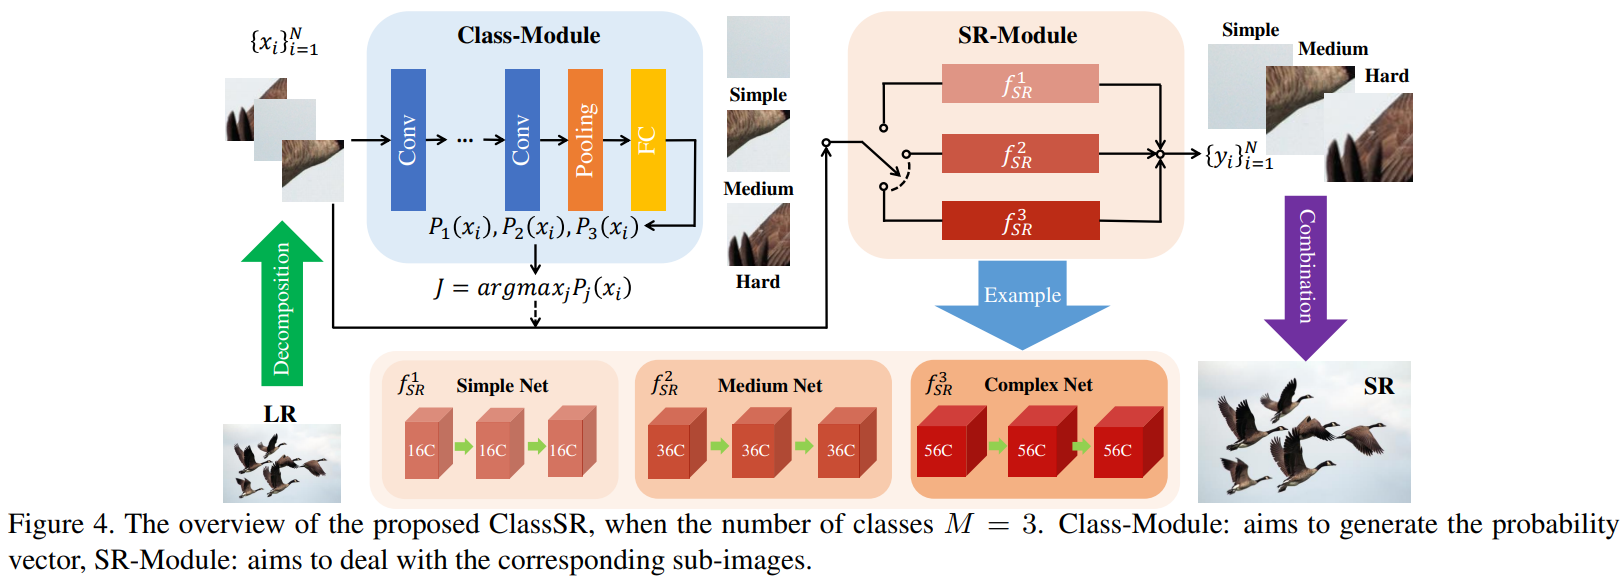 {x_i}_{i=1}^N
Class-Module
Conv
...
Conv
Pooling
FC
P_1(x_i), P_2(x_i), P_3(x_i)
J = argmax_j P_j(x_i)
Simple
Medium
Hard
SR-Module
f_{SR}^1
f_{SR}^2
f_{SR}^3
{y_i}_{i=1}^N
Simple
Medium
Hard
Decomposition
Example
Combination
LR
f_{SR}^1 Simple Net
16C 16C 16C
f_{SR}^2 Medium Net
36C 36C 36C
f_{SR}^3 Complex Net
56C 56C 56C
SR
Figure 4. The overview of the proposed ClassSR, when the number of classes M = 3. Class-Module: aims to generate the probability
vector, SR-Module: aims to deal with the corresponding sub-images.